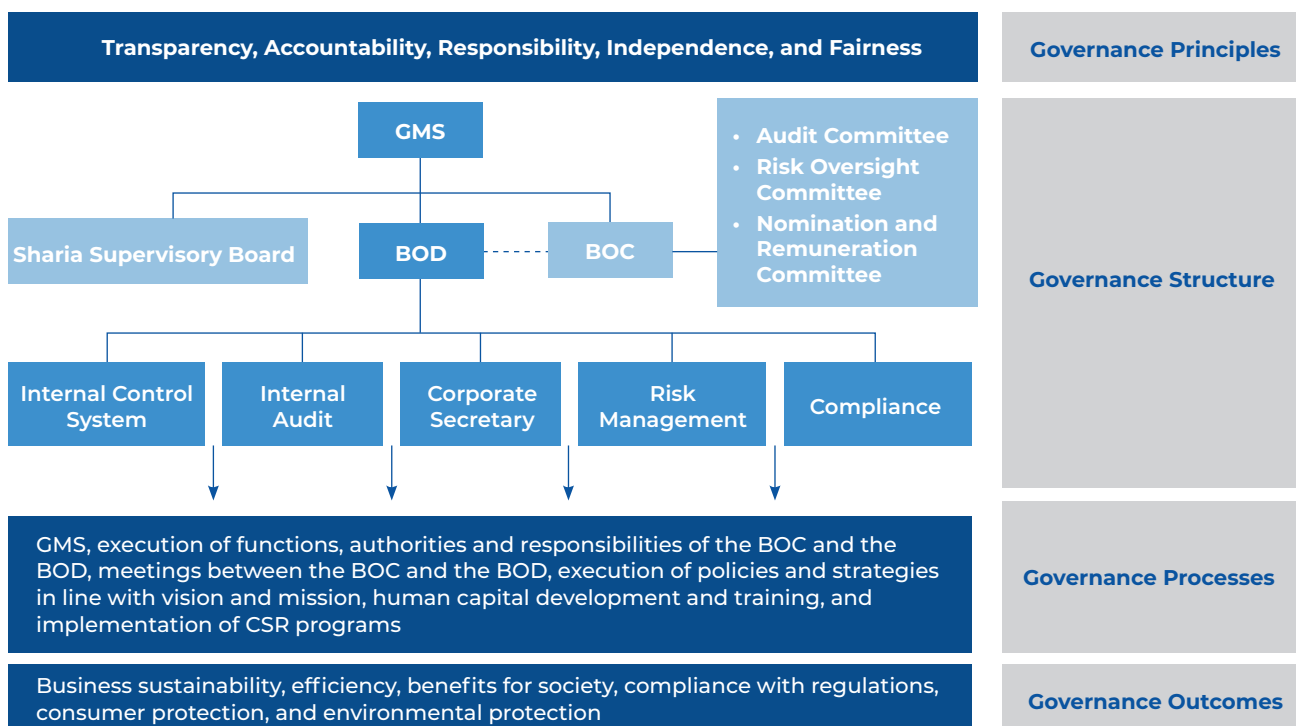 Transparency, Accountability, Responsibility, Independence, and Fairness
Governance Principles
GMS
• Audit Committee
• Risk Oversight
Committee
• Nomination and
Remuneration
Committee
Sharia Supervisory Board
BOD
BOC
Governance Structure
Internal Control
System
Internal
Audit
Corporate
Secretary
Risk
Management
Compliance
GMS, execution of functions, authorities and responsibilities of the BOC and the
BOD, meetings between the BOC and the BOD, execution of policies and strategies
in line with vision and mission, human capital development and training, and
implementation of CSR programs
Governance Processes
Business sustainability, efficiency, benefits for society, compliance with regulations,
consumer protection, and environmental protection
Governance Outcomes